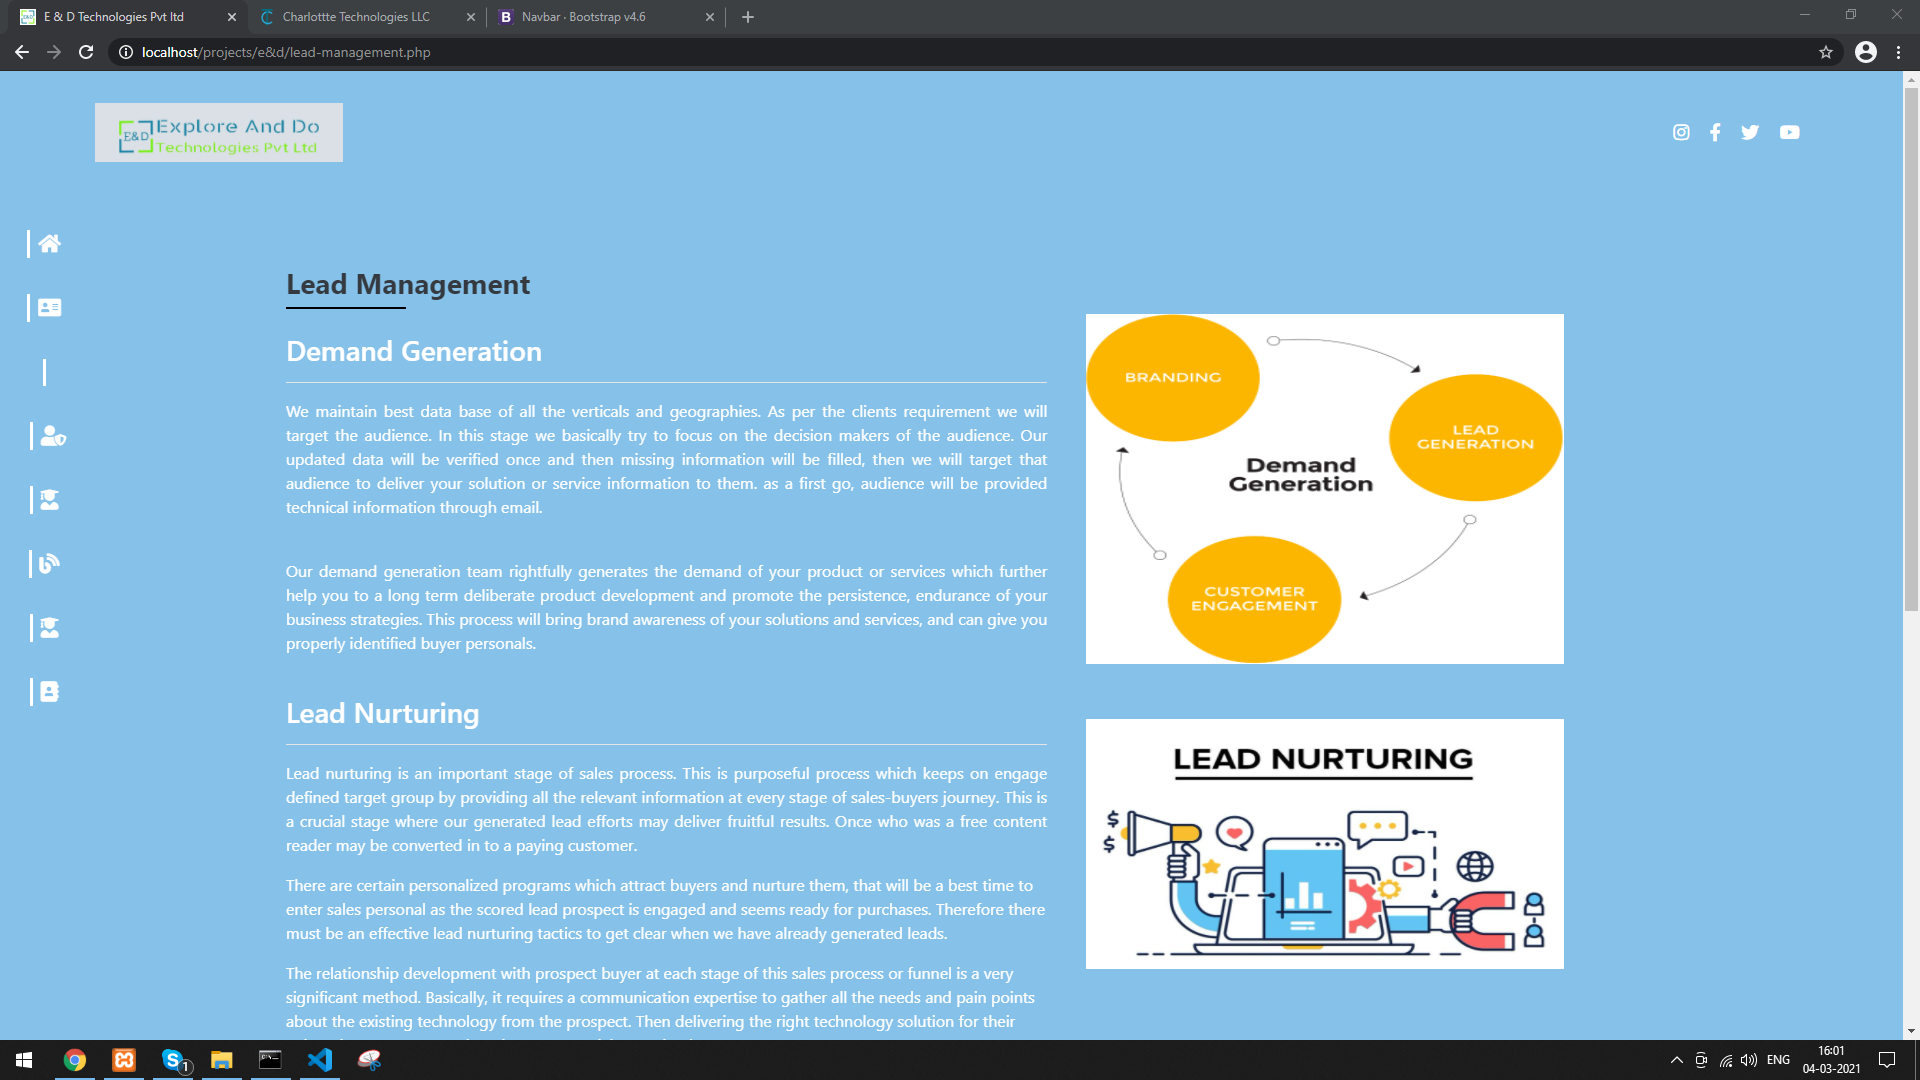 E & D Technologies Pvt ltd
Charlottte Technologies LLC
B Navbar · Bootstrap v4.6
localhost/projects/e&d/lead-management.php
E&D Explore And Do
Technologies Pvt Ltd
Lead Management
Demand Generation
We maintain best data base of all the verticals and geographies. As per the clients requirement we will
target the audience. In this stage we basically try to focus on the decision makers of the audience. Our
updated data will be verified once and then missing information will be filled, then we will target that
audience to deliver your solution or service information to them. as a first go, audience will be provided
technical information through email.
Our demand generation team rightfully generates the demand of your product or services which further
help you to a long term deliberate product development and promote the persistence, endurance of your
business strategies. This process will bring brand awareness of your solutions and services, and can give you
properly identified buyer personals.
BRANDING
LEAD
GENERATION
Demand
Generation
CUSTOMER
ENGAGEMENT
Lead Nurturing
Lead nurturing is an important stage of sales process. This is purposeful process which keeps on engage
defined target group by providing all the relevant information at every stage of sales-buyers journey. This is
a crucial stage where our generated lead efforts may deliver fruitful results. Once who was a free content
reader may be converted in to a paying customer.
There are certain personalized programs which attract buyers and nurture them, that will be a best time to
enter sales personal as the scored lead prospect is engaged and seems ready for purchases. Therefore there
must be an effective lead nurturing tactics to get clear when we have already generated leads.
The relationship development with prospect buyer at each stage of this sales process or funnel is a very
significant method. Basically, it requires a communication expertise to gather all the needs and pain points
about the existing technology from the prospect. Then delivering the right technology solution for their
LEAD NURTURING
$
$
S 1
ENG
16:01
04-03-2021